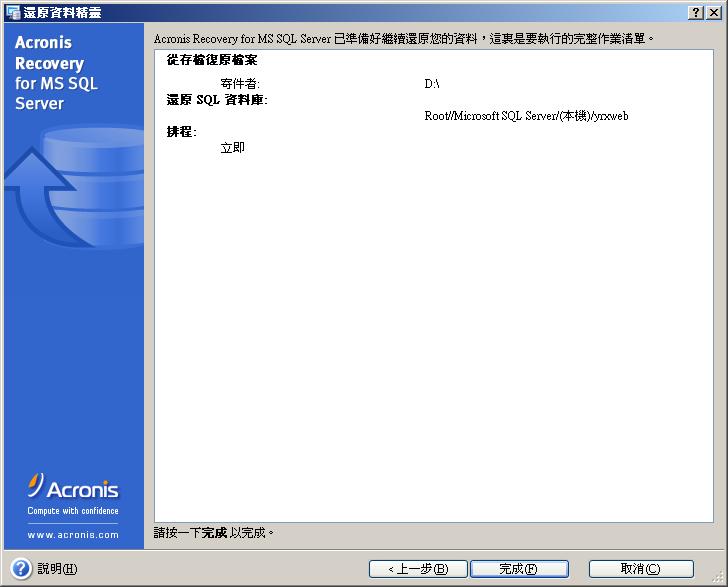 還原資料精靈
Acronis
Recovery
for MS SQL
Server
Acronis Recovery for MS SQL Server 已準備好繼續還原您的資料，這裏是要執行的完整作業清單。
從存檔復原檔案
寄件者: D:\
還原 SQL 資料庫:
Root//Microsoft SQL Server/(本機)/yrxweb
排程:
立即
Acronis
Compute with confidence
www.acronis.com
請按一下完成 以完成。
說明(H)
< 上一步(B) 完成(F) 取消(C)